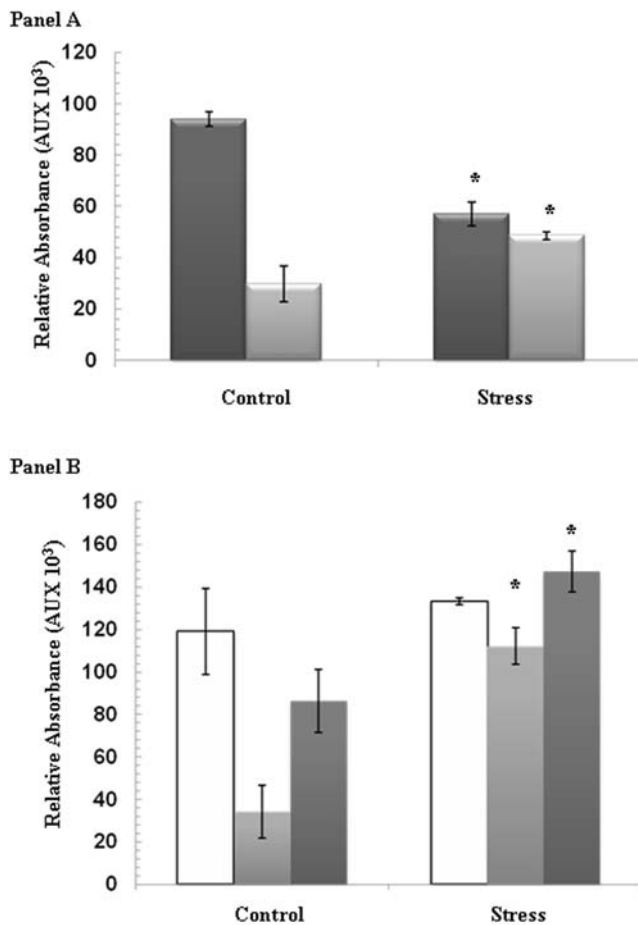 Panel A
Relative Absorbance (AUX 10³)
120
100
80
60
40
20
0
*
*
Control
Stress
Panel B
Relative Absorbance (AUX 10³)
180
160
140
120
100
80
60
40
20
0
*
*
Control
Stress